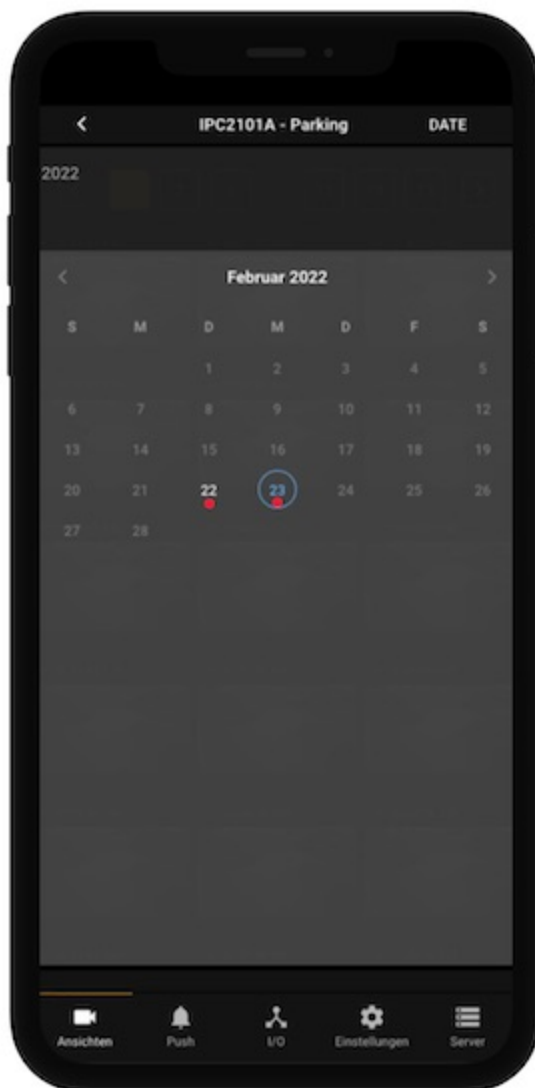 IPC2101A - Parking DATE
2022
Februar 2022
S M D M D F S
1 2 3 4 5
6 7 8 9 10 11 12
13 14 15 16 17 18 19
20 21 22 23 24 25 26
27 28
Ansichten Push I/O Einstellungen Server